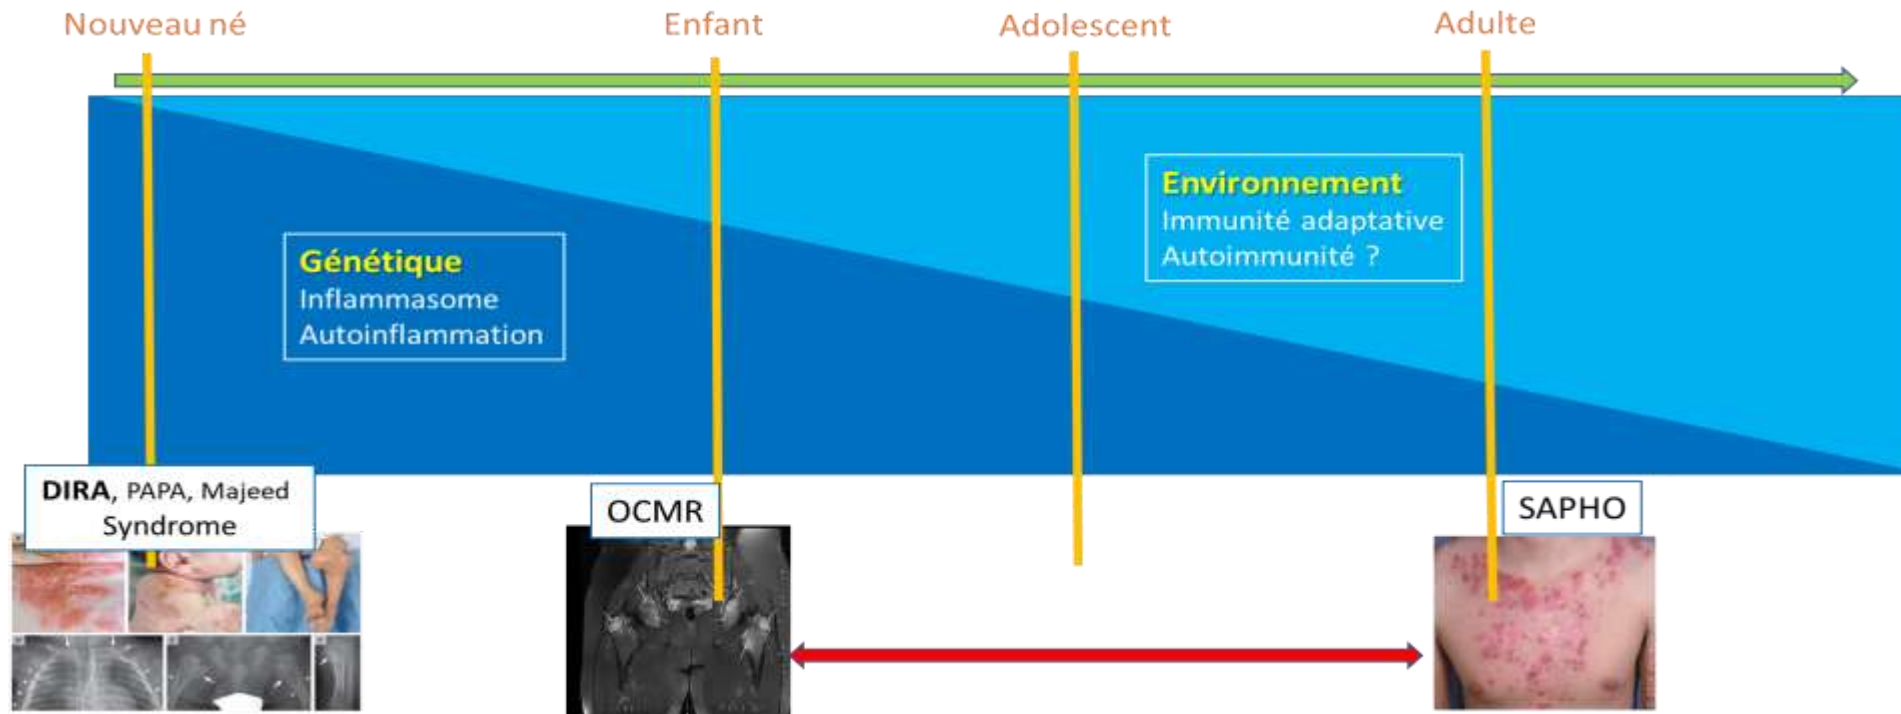 Nouveau né
Enfant
Adolescent
Adulte
Environnement
Immunité adaptative
Autoimmunité ?
Génétique
Inflammasome
Autoinflammation
DIRA, PAPA, Majeed
Syndrome
OCMR
SAPHO